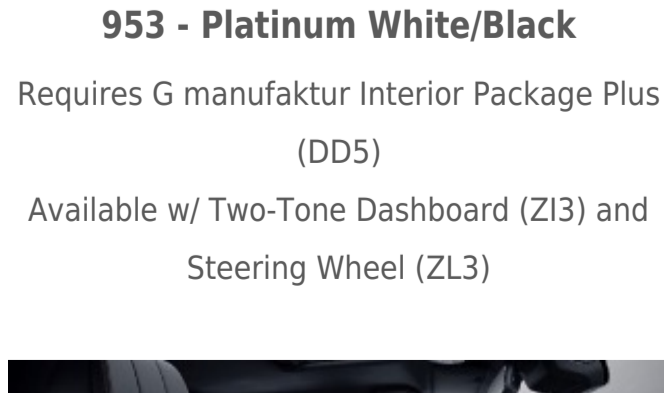 953 - Platinum White/Black
Requires G manufaktur Interior Package Plus
(DD5)
Available w/ Two-Tone Dashboard (ZI3) and
Steering Wheel (ZL3)